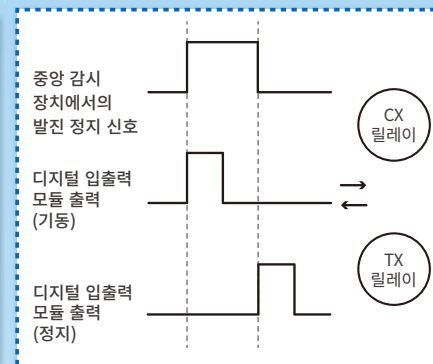 중앙 감시
장치에서의
발진 정지 신호
CX
릴레이
디지털 입출력
모듈 출력
(기동)
TX
릴레이
디지털 입출력
모듈 출력
(정지)